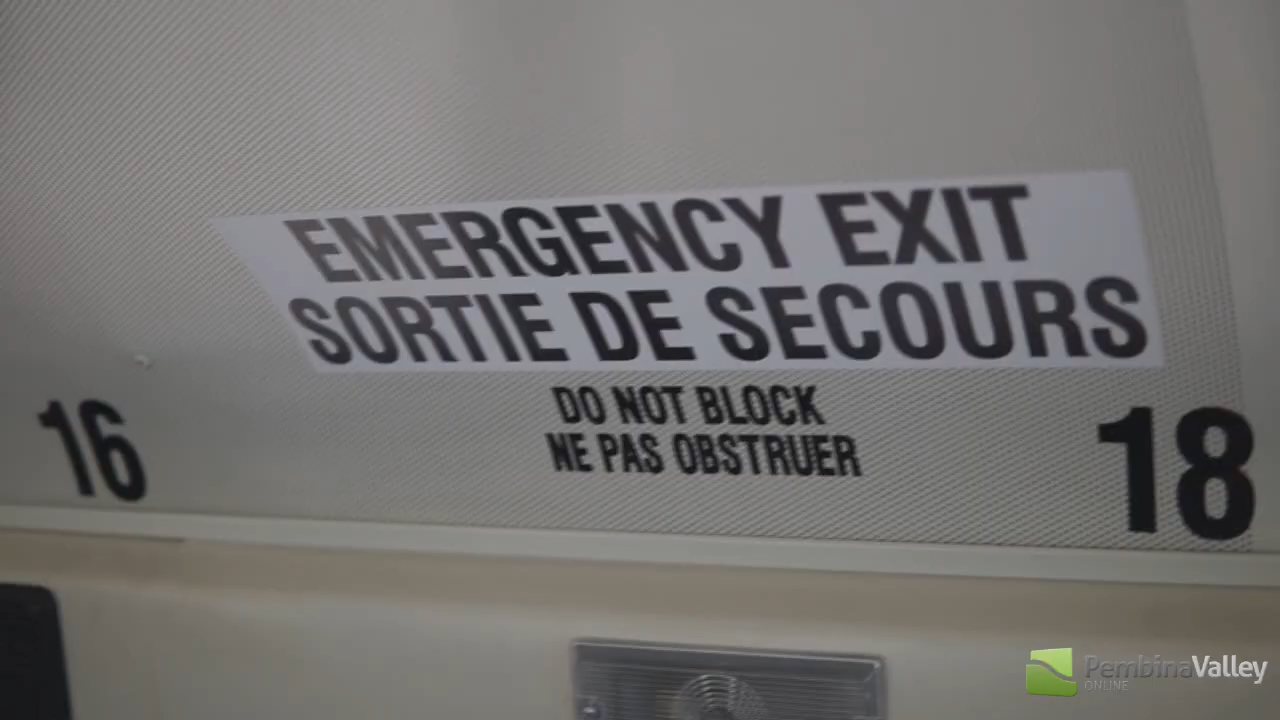 EMERGENCY EXIT
SORTIE DE SECOURS
DO NOT BLOCK
NE PAS OBSTRUER
16
18
PembinaValley
ONLINE